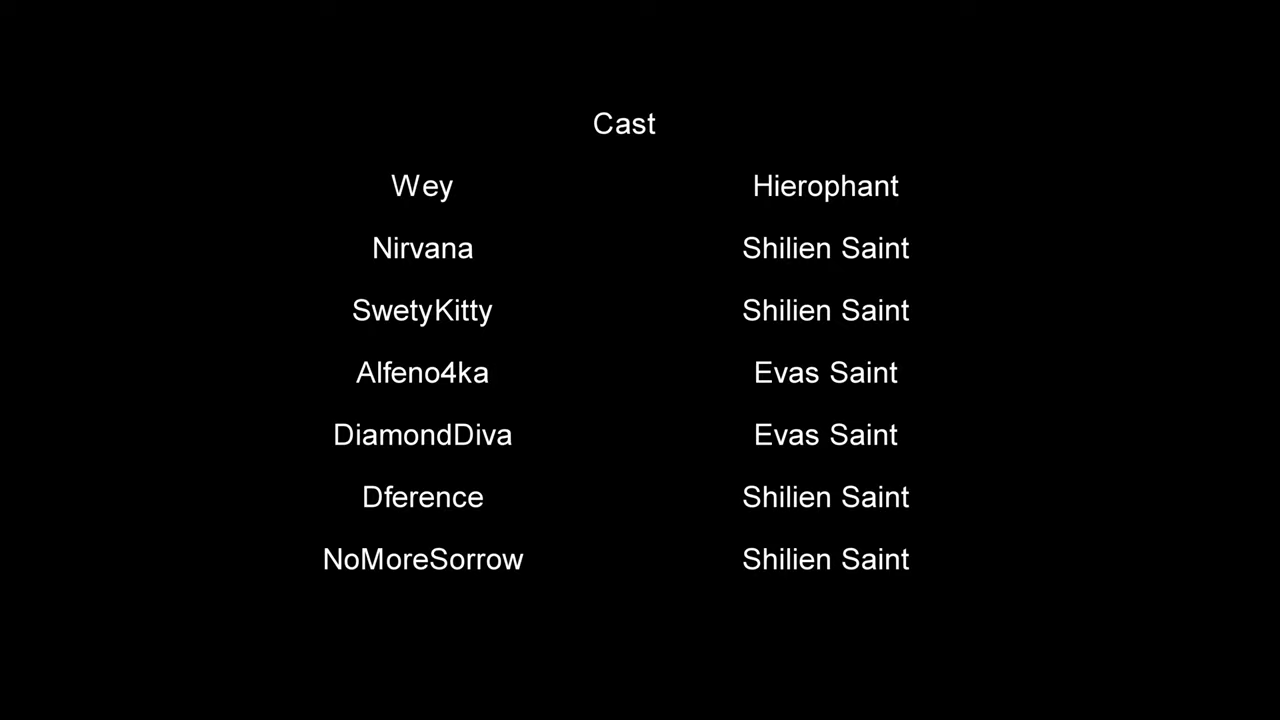 Cast
Wey Hierophant
Nirvana Shilien Saint
SwetyKitty Shilien Saint
Alfeno4ka Evas Saint
DiamondDiva Evas Saint
Dference Shilien Saint
NoMoreSorrow Shilien Saint